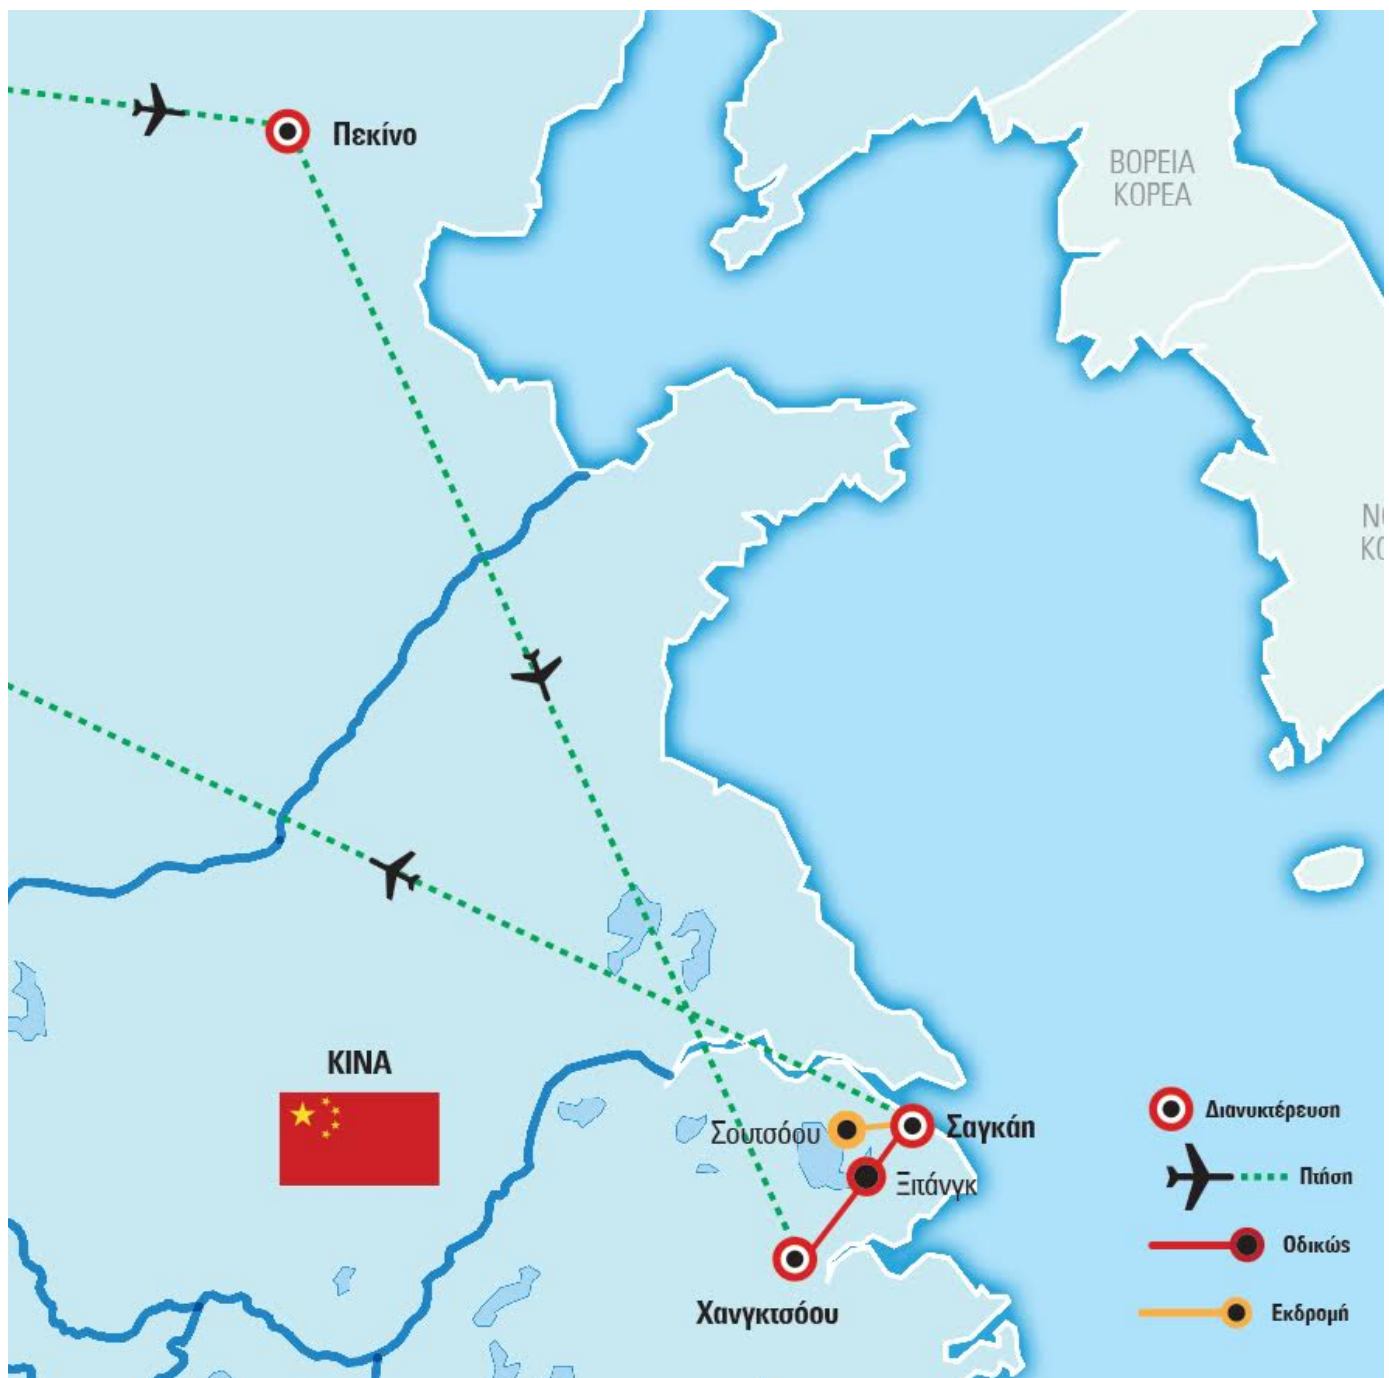 Πεκίνο
ΒΟΡΕΙΑ
ΚΟΡΕΑ
ΚΙΝΑ
Σουτσόου
Σαγκάη
Ξιτάνγκ
Χανγκτσόου
Διανυκτέρευση
Πτήση
Οδικώς
Εκδρομή